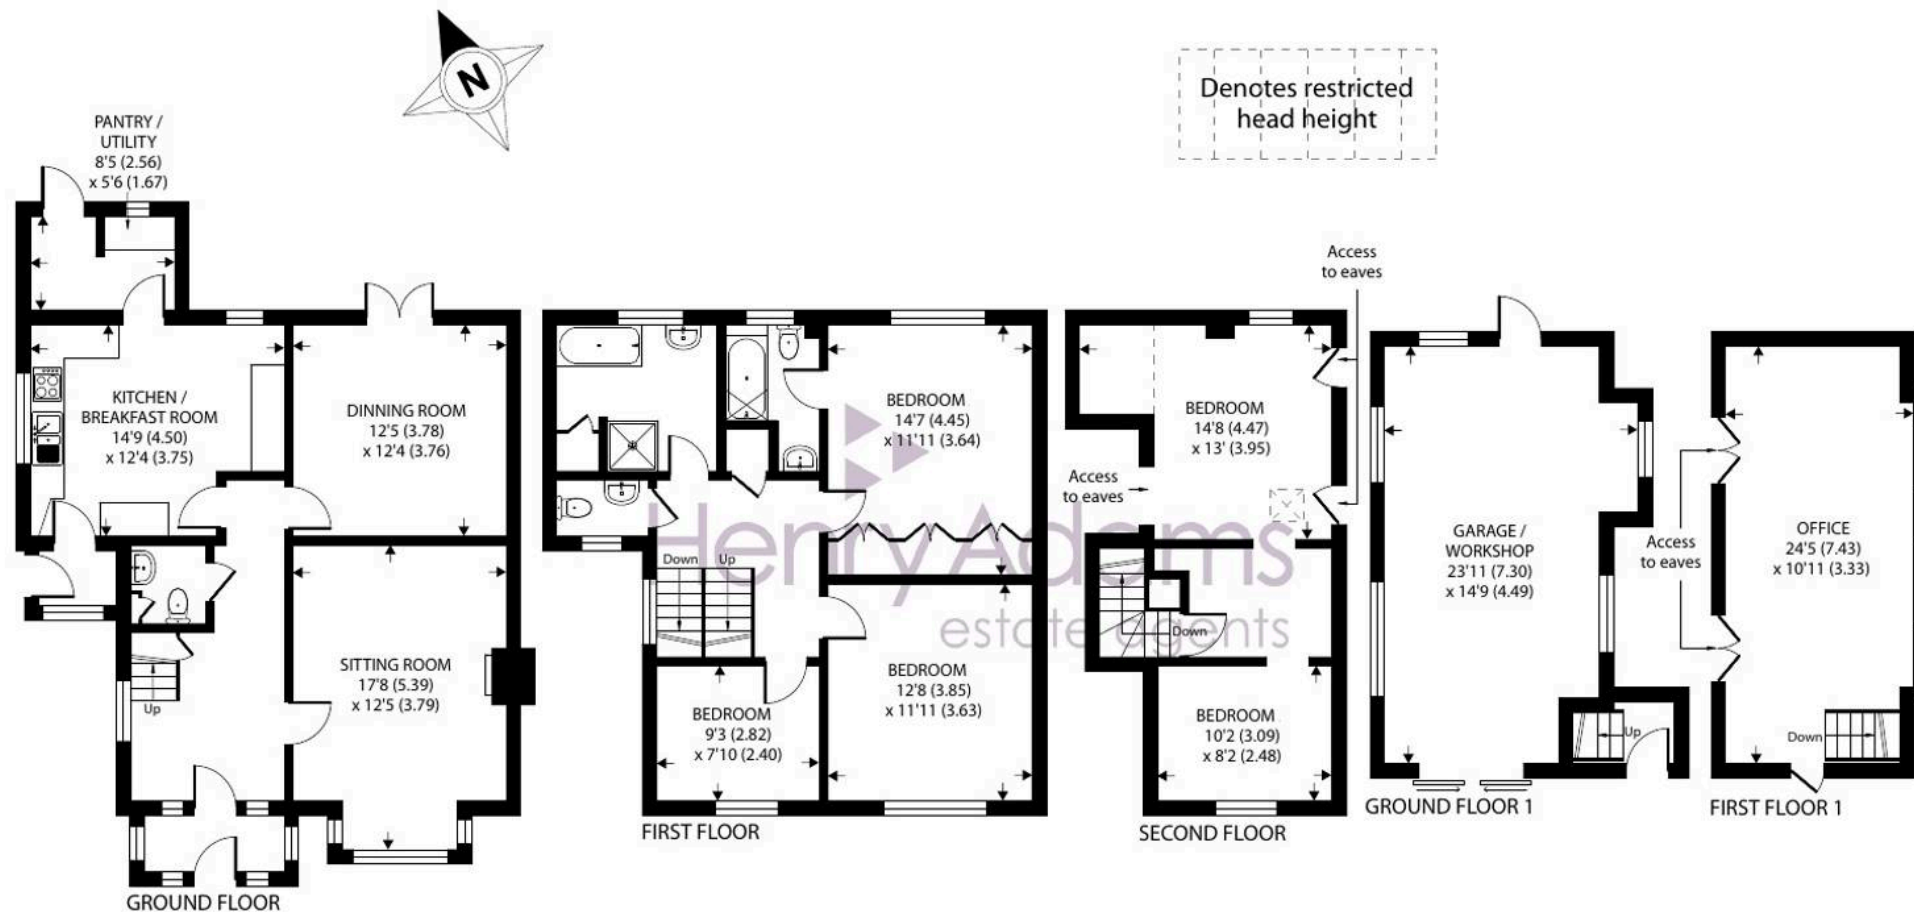 N
Denotes restricted
head height
PANTRY /
UTILITY
8'5 (2.56)
x 5'6 (1.67)
KITCHEN /
BREAKFAST ROOM
14'9 (4.50)
x 12'4 (3.75)
DINNING ROOM
12'5 (3.78)
x 12'4 (3.76)
SITTING ROOM
17'8 (5.39)
x 12'5 (3.79)
Up
GROUND FLOOR
BEDROOM
14'7 (4.45)
x 11'11 (3.64)
Down
Up
BEDROOM
12'8 (3.85)
x 11'11 (3.63)
BEDROOM
9'3 (2.82)
x 7'10 (2.40)
FIRST FLOOR
Henry Adams
estate agents
Access
to eaves
BEDROOM
14'8 (4.47)
x 13' (3.95)
Access
to eaves
Down
BEDROOM
10'2 (3.09)
x 8'2 (2.48)
SECOND FLOOR
GARAGE /
WORKSHOP
23'11 (7.30)
x 14'9 (4.49)
Up
GROUND FLOOR 1
Access
to eaves
OFFICE
24'5 (7.43)
x 10'11 (3.33)
Down
FIRST FLOOR 1